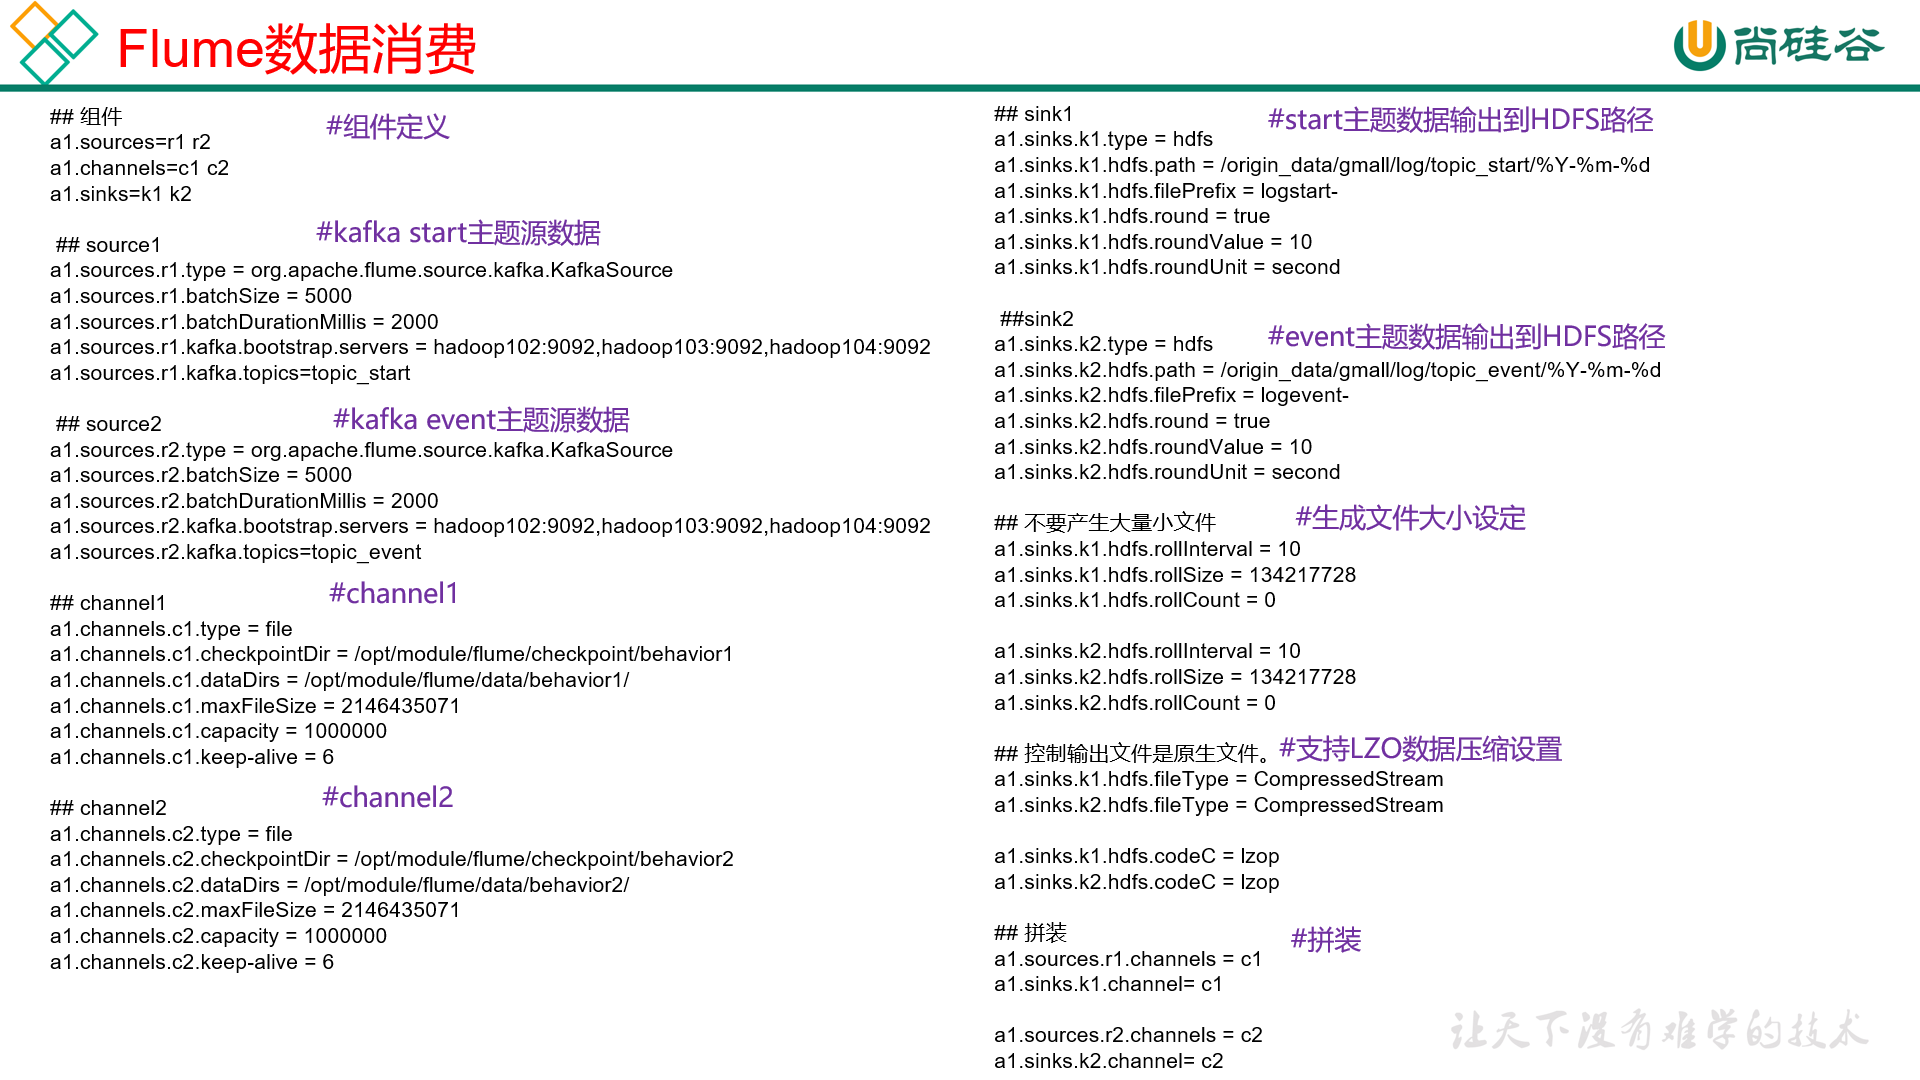 Flume数据消费
尚硅谷
## 组件
#组件定义
a1.sources=r1 r2
a1.channels=c1 c2
a1.sinks=k1 k2
#kafka start主题源数据
## source1
a1.sources.r1.type = org.apache.flume.source.kafka.KafkaSource
a1.sources.r1.batchSize = 5000
a1.sources.r1.batchDurationMillis = 2000
a1.sources.r1.kafka.bootstrap.servers = hadoop102:9092,hadoop103:9092,hadoop104:9092
a1.sources.r1.kafka.topics=topic_start
#kafka event主题源数据
## source2
a1.sources.r2.type = org.apache.flume.source.kafka.KafkaSource
a1.sources.r2.batchSize = 5000
a1.sources.r2.batchDurationMillis = 2000
a1.sources.r2.kafka.bootstrap.servers = hadoop102:9092,hadoop103:9092,hadoop104:9092
a1.sources.r2.kafka.topics=topic_event
#channel1
## channel1
a1.channels.c1.type = file
a1.channels.c1.checkpointDir = /opt/module/flume/checkpoint/behavior1
a1.channels.c1.dataDirs = /opt/module/flume/data/behavior1/
a1.channels.c1.maxFileSize = 2146435071
a1.channels.c1.capacity = 1000000
a1.channels.c1.keep-alive = 6
#channel2
## channel2
a1.channels.c2.type = file
a1.channels.c2.checkpointDir = /opt/module/flume/checkpoint/behavior2
a1.channels.c2.dataDirs = /opt/module/flume/data/behavior2/
a1.channels.c2.maxFileSize = 2146435071
a1.channels.c2.capacity = 1000000
a1.channels.c2.keep-alive = 6
## sink1
#start主题数据输出到HDFS路径
a1.sinks.k1.type = hdfs
a1.sinks.k1.hdfs.path = /origin_data/gmall/log/topic_start/%Y-%m-%d
a1.sinks.k1.hdfs.filePrefix = logstart-
a1.sinks.k1.hdfs.round = true
a1.sinks.k1.hdfs.roundValue = 10
a1.sinks.k1.hdfs.roundUnit = second
##sink2
#event主题数据输出到HDFS路径
a1.sinks.k2.type = hdfs
a1.sinks.k2.hdfs.path = /origin_data/gmall/log/topic_event/%Y-%m-%d
a1.sinks.k2.hdfs.filePrefix = logevent-
a1.sinks.k2.hdfs.round = true
a1.sinks.k2.hdfs.roundValue = 10
a1.sinks.k2.hdfs.roundUnit = second
## 不要产生大量小文件
#生成文件大小设定
a1.sinks.k1.hdfs.rollInterval = 10
a1.sinks.k1.hdfs.rollSize = 134217728
a1.sinks.k1.hdfs.rollCount = 0
a1.sinks.k2.hdfs.rollInterval = 10
a1.sinks.k2.hdfs.rollSize = 134217728
a1.sinks.k2.hdfs.rollCount = 0
## 控制输出文件是原生文件。
#支持LZO数据压缩设置
a1.sinks.k1.hdfs.fileType = CompressedStream
a1.sinks.k2.hdfs.fileType = CompressedStream
a1.sinks.k1.hdfs.codeC = lzop
a1.sinks.k2.hdfs.codeC = lzop
## 拼装
#拼装
a1.sources.r1.channels = c1
a1.sinks.k1.channel= c1
a1.sources.r2.channels = c2
a1.sinks.k2.channel= c2
让天下没有难学的技术